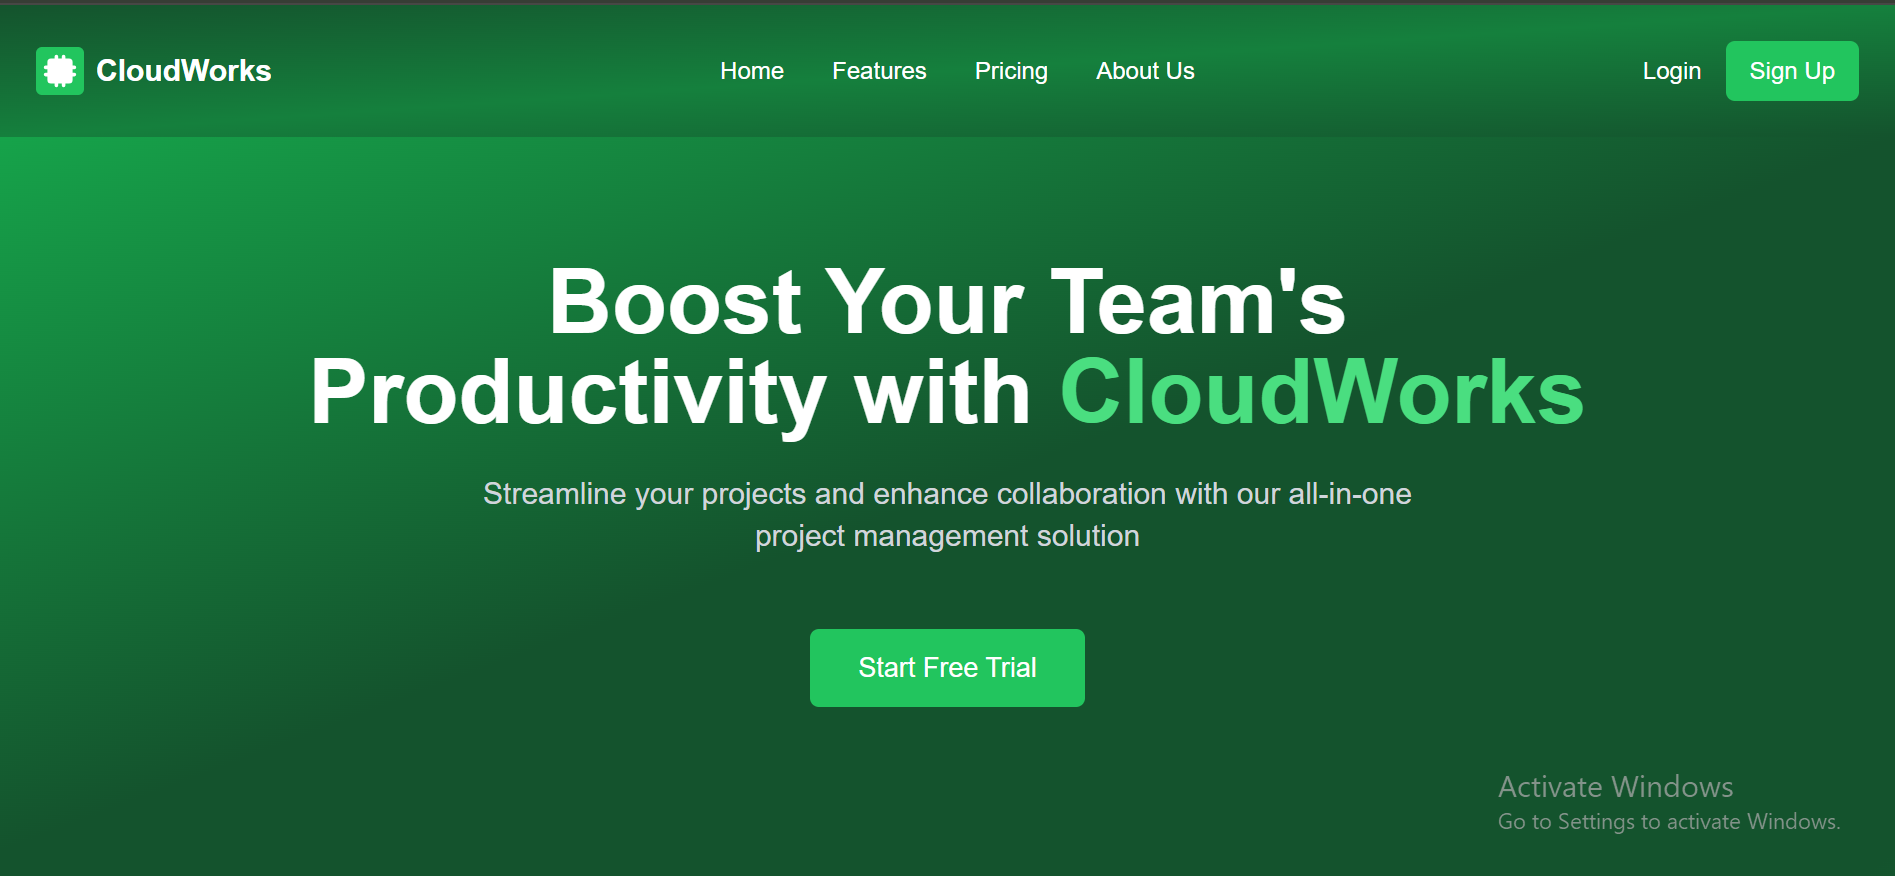 CloudWorks
Home
Features
Pricing
About Us
Login
Sign Up
Boost Your Team's
Productivity with CloudWorks
Streamline your projects and enhance collaboration with our all-in-one
project management solution
Start Free Trial
Activate Windows
Go to Settings to activate Windows.